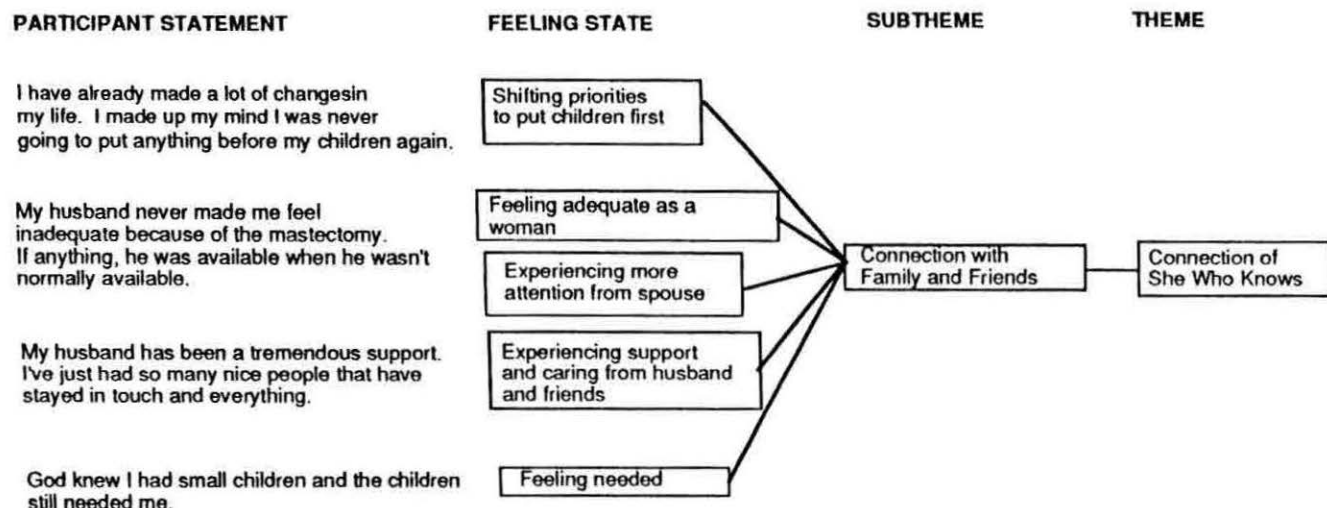 PARTICIPANT STATEMENT FEELING STATE SUBTHEME THEME
I have already made a lot of changesin
my life. I made up my mind I was never
going to put anything before my children again.
Shifting priorities
to put children first
My husband never made me feel
inadequate because of the mastectomy.
If anything, he was available when he wasn't
normally available.
Feeling adequate as a
woman
Experiencing more
attention from spouse
My husband has been a tremendous support.
I've just had so many nice people that have
stayed in touch and everything.
Experiencing support
and caring from husband
and friends
God knew I had small children and the children
still needed me.
Feeling needed
Connection with
Family and Friends
Connection of
She Who Knows